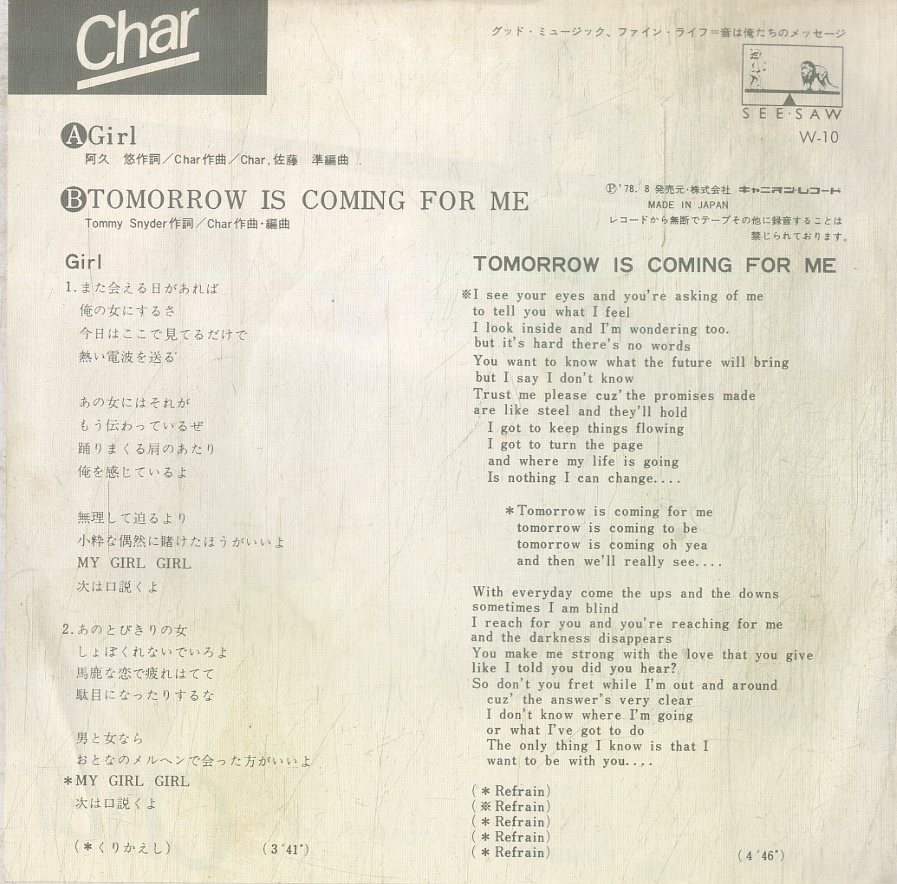 Char
グッド・ミュージック、ファイン・ライフ＝音は俺たちのメッセージ
SEE・SAW
W-10
A Girl
阿久　悠作詞／Char作曲／Char,佐藤　準編曲
B TOMORROW IS COMING FOR ME
Tommy Snyder作詞／Char作曲・編曲
Ⓟ'78. 8 発売元・株式会社 キャニオン・レコード
MADE IN JAPAN
レコードから無断でテープその他に録音することは
禁じられております。
Girl
1.また会える日があれば
俺の女にするさ
今日はここで見てるだけで
熱い電波を送る
あの女にはそれが
もう伝わっているぜ
踊りまくる肩のあたり
俺を感じているよ
無理して迫るより
小粋な偶然に賭けたほうがいいよ
MY GIRL GIRL
次は口説くよ
2.あのとびきりの女
しょぼくれないでいろよ
馬鹿な恋で疲れはてて
駄目になったりするな
男と女なら
おとなのメルヘンで会った方がいいよ
*MY GIRL GIRL
次は口説くよ
(*くりかえし)
(3′41″)
TOMORROW IS COMING FOR ME
※I see your eyes and you're asking of me
to tell you what I feel
I look inside and I'm wondering too.
but it's hard there's no words
You want to know what the future will bring
but I say I don't know
Trust me please cuz' the promises made
are like steel and they'll hold
I got to keep things flowing
I got to turn the page
and where my life is going
Is nothing I can change....
*Tomorrow is coming for me
tomorrow is coming to be
tomorrow is coming oh yea
and then we'll really see....
With everyday come the ups and the downs
sometimes I am blind
I reach for you and you're reaching for me
and the darkness disappears
You make me strong with the love that you give
like I told you did you hear?
So don't you fret while I'm out and around
cuz' the answer's very clear
I don't know where I'm going
or what I've got to do
The only thing I know is that I
want to be with you....
(* Refrain)
(※ Refrain)
(* Refrain)
(* Refrain)
(* Refrain)
(4′46″)